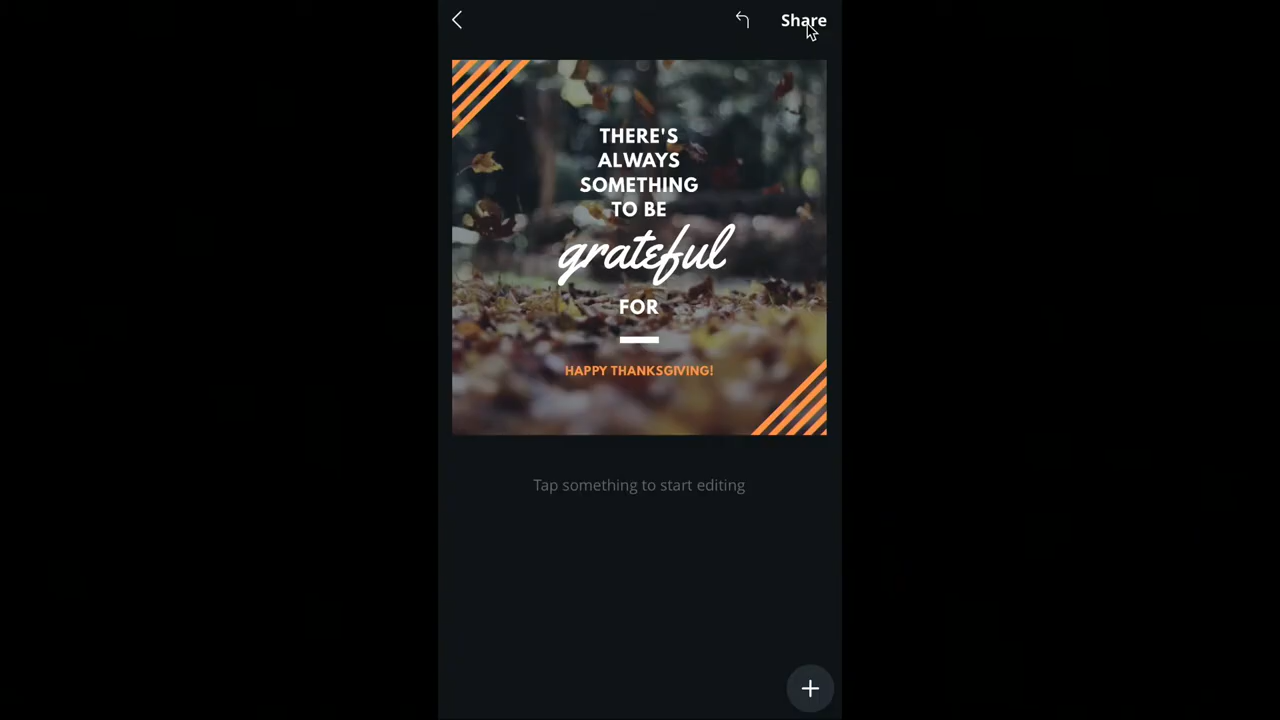 Share
THERE'S
ALWAYS
SOMETHING
TO BE
grateful
FOR
HAPPY THANKSGIVING!
Tap something to start editing